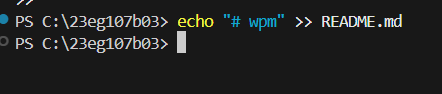 >>
PS C:\23eg107b03> echo "# wpm" >> README.md
PS C:\23eg107b03>